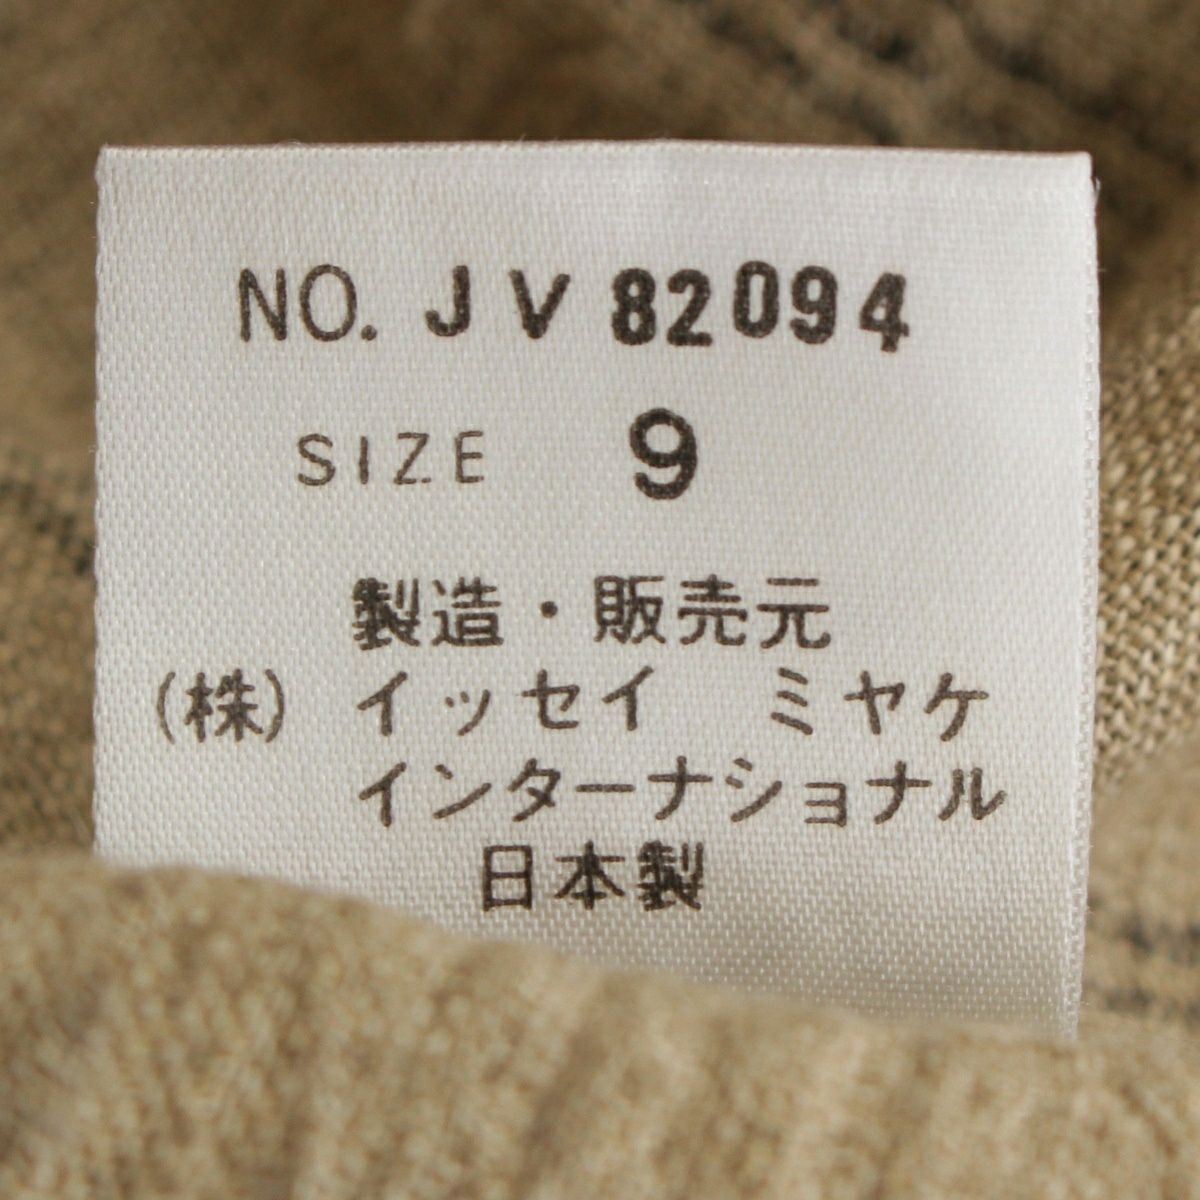 NO. JV 82094
SIZE 9
製造・販売元
(株) イッセイ ミヤケ
インターナショナル
日本製